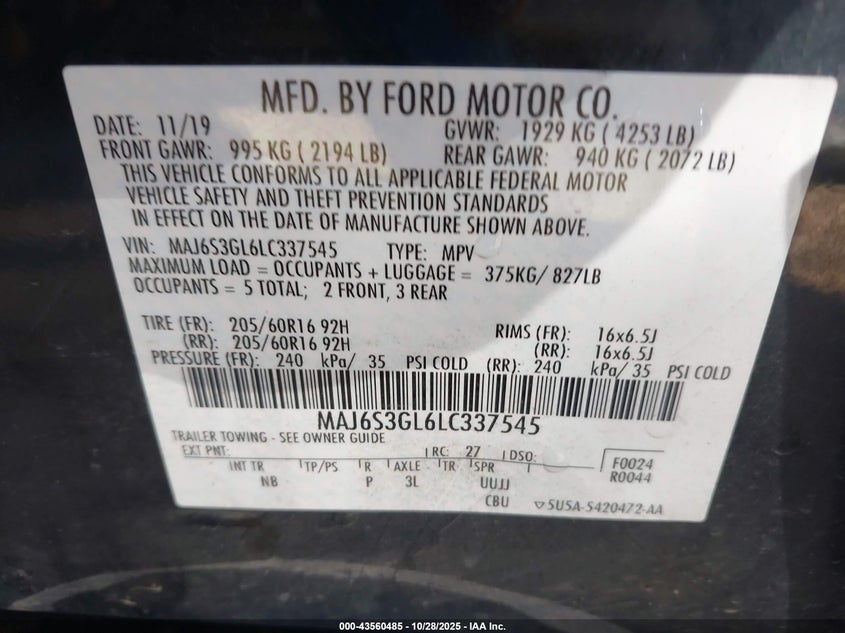 MFD. BY FORD MOTOR CO.
DATE: 11/19 GVWR: 1929 KG ( 4253 LB)
FRONT GAWR: 995 KG ( 2194 LB) REAR GAWR: 940 KG ( 2072 LB)
THIS VEHICLE CONFORMS TO ALL APPLICABLE FEDERAL MOTOR
VEHICLE SAFETY AND THEFT PREVENTION STANDARDS
IN EFFECT ON THE DATE OF MANUFACTURE SHOWN ABOVE.
VIN: MAJ6S3GL6LC337545 TYPE: MPV
MAXIMUM LOAD = OCCUPANTS + LUGGAGE = 375KG/ 827LB
OCCUPANTS = 5 TOTAL; 2 FRONT, 3 REAR
TIRE (FR): 205/60R16 92H RIMS (FR): 16x6.5J
(RR): 205/60R16 92H (RR): 16x6.5J
PRESSURE (FR): 240 kPa/ 35 PSI COLD (RR): 240 kPa/ 35 PSI COLD
MAJ6S3GL6LC337545
TRAILER TOWING - SEE OWNER GUIDE
EXT PNT: RC: 27 DSO: F0024
INT TR TP/PS R AXLE TR SPR R0044
NB P 3L UUJJ
CBU 5U5A-5420472-AA
000-43560485 | 10/28/2025 | IAA Inc.